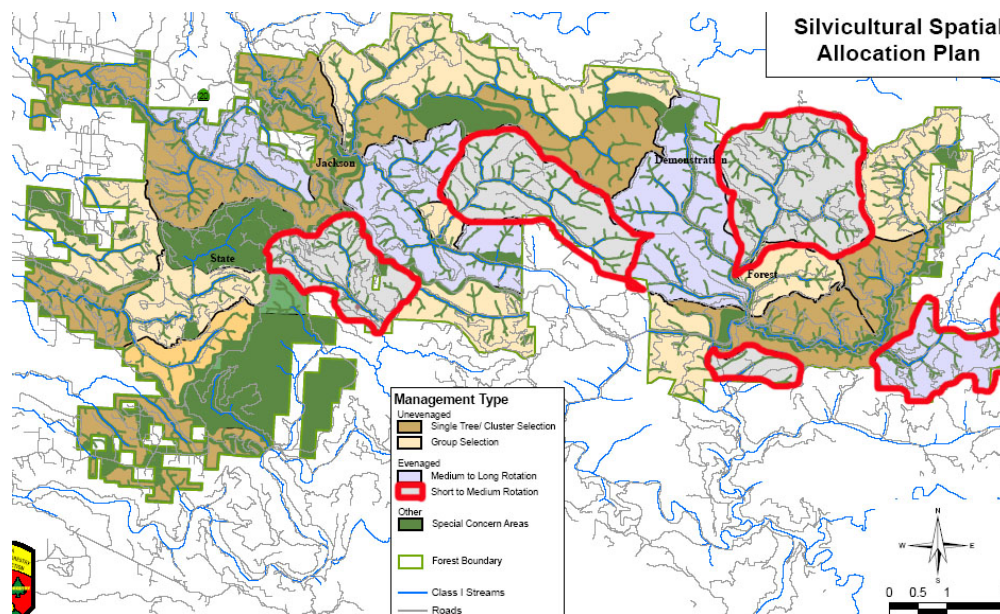 Silvicultural Spatial
Allocation Plan
Jackson
Demonstration
State
Forest
Management Type
Unevenaged
Single Tree/ Cluster Selection
Group Selection
Evenaged
Medium to Long Rotation
Short to Medium Rotation
Other
Special Concern Areas
Forest Boundary
Class I Streams
Roads
N
W E
S
0 0.5 1